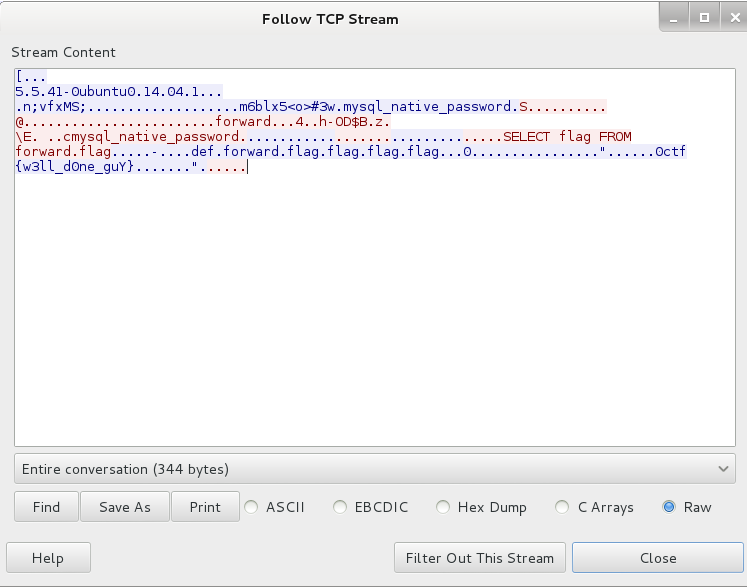 Follow TCP Stream
Stream Content
[...
5.5.41-0ubuntu0.14.04.1...
.n;vfxMS;...................m6blx5<o>#3w.mysql_native_password.S..........
@........................forward...4..h-OD$B.z.
\E. ..cmysql_native_password................................SELECT flag FROM
forward.flag.....-....def.forward.flag.flag.flag.flag...0................"......0ctf
{w3ll_d0ne_guY}.......".......
Entire conversation (344 bytes)
Find Save As Print ASCII EBCDIC Hex Dump C Arrays Raw
Help Filter Out This Stream Close